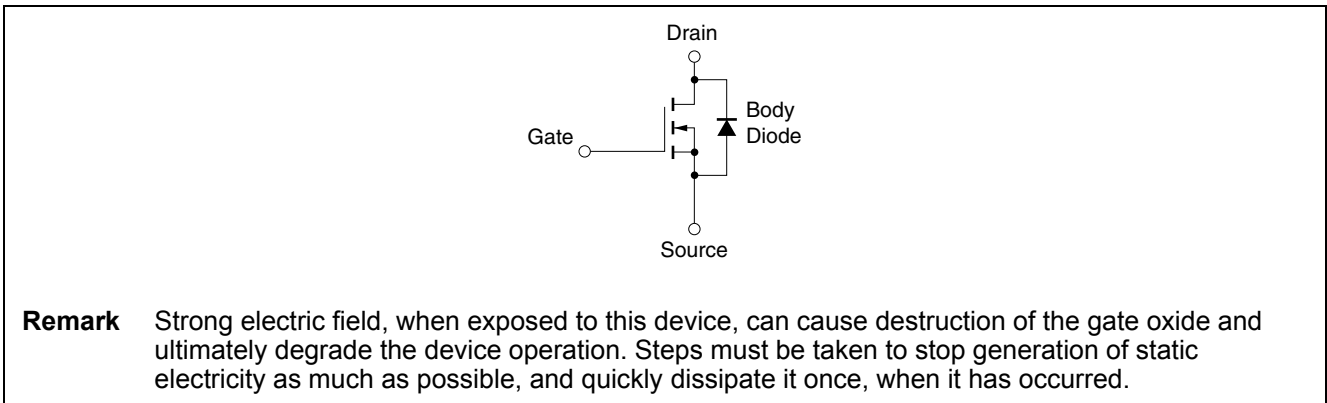 Drain
Body
Diode
Gate
Source
Remark Strong electric field, when exposed to this device, can cause destruction of the gate oxide and
ultimately degrade the device operation. Steps must be taken to stop generation of static
electricity as much as possible, and quickly dissipate it once, when it has occurred.